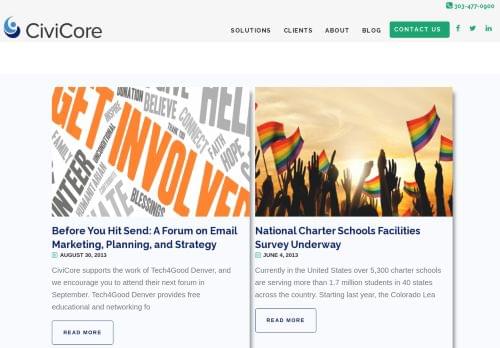 303-477-0900
CiviCore
SOLUTIONS CLIENTS ABOUT BLOG CONTACT US
DONATION
HELP
INSPIRE
BELIEVE
GET INVOLVED
THANK YOU
CONNECT
FAITH
HOPE
UNCONDITIONAL
FAMILY
HUMANITARIAN
BLESSINGS
Before You Hit Send: A Forum on Email
Marketing, Planning, and Strategy
AUGUST 30, 2013
CiviCore supports the work of Tech4Good Denver, and
we encourage you to attend their next forum in
September. Tech4Good Denver provides free
educational and networking fo
READ MORE
National Charter Schools Facilities
Survey Underway
JUNE 4, 2013
Currently in the United States over 5,300 charter schools
are serving more than 1.7 million students in 40 states
across the country. Starting last year, the Colorado Lea
READ MORE